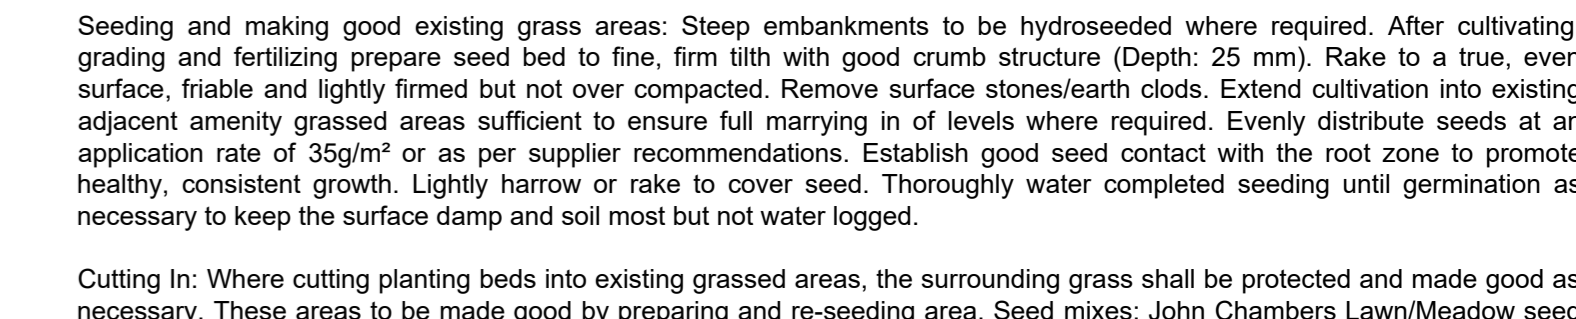 Seeding and making good existing grass areas: Steep embankments to be hydroseeded where required. After cultivating
grading and fertilizing prepare seed bed to fine, firm tilth with good crumb structure (Depth: 25 mm). Rake to a true, even
surface, friable and lightly firmed but not over compacted. Remove surface stones/earth clods. Extend cultivation into existing
adjacent amenity grassed areas sufficient to ensure full marrying in of levels where required. Evenly distribute seeds at an
application rate of 35g/m² or as per supplier recommendations. Establish good seed contact with the root zone to promote
healthy, consistent growth. Lightly harrow or rake to cover seed. Thoroughly water completed seeding until germination as
necessary to keep the surface damp and soil most but not water logged.
Cutting In: Where cutting planting beds into existing grassed areas, the surrounding grass shall be protected and made good as
necessary. These areas to be made good by preparing and re-seeding area. Seed mixes: John Chambers Lawn/Meadow seed